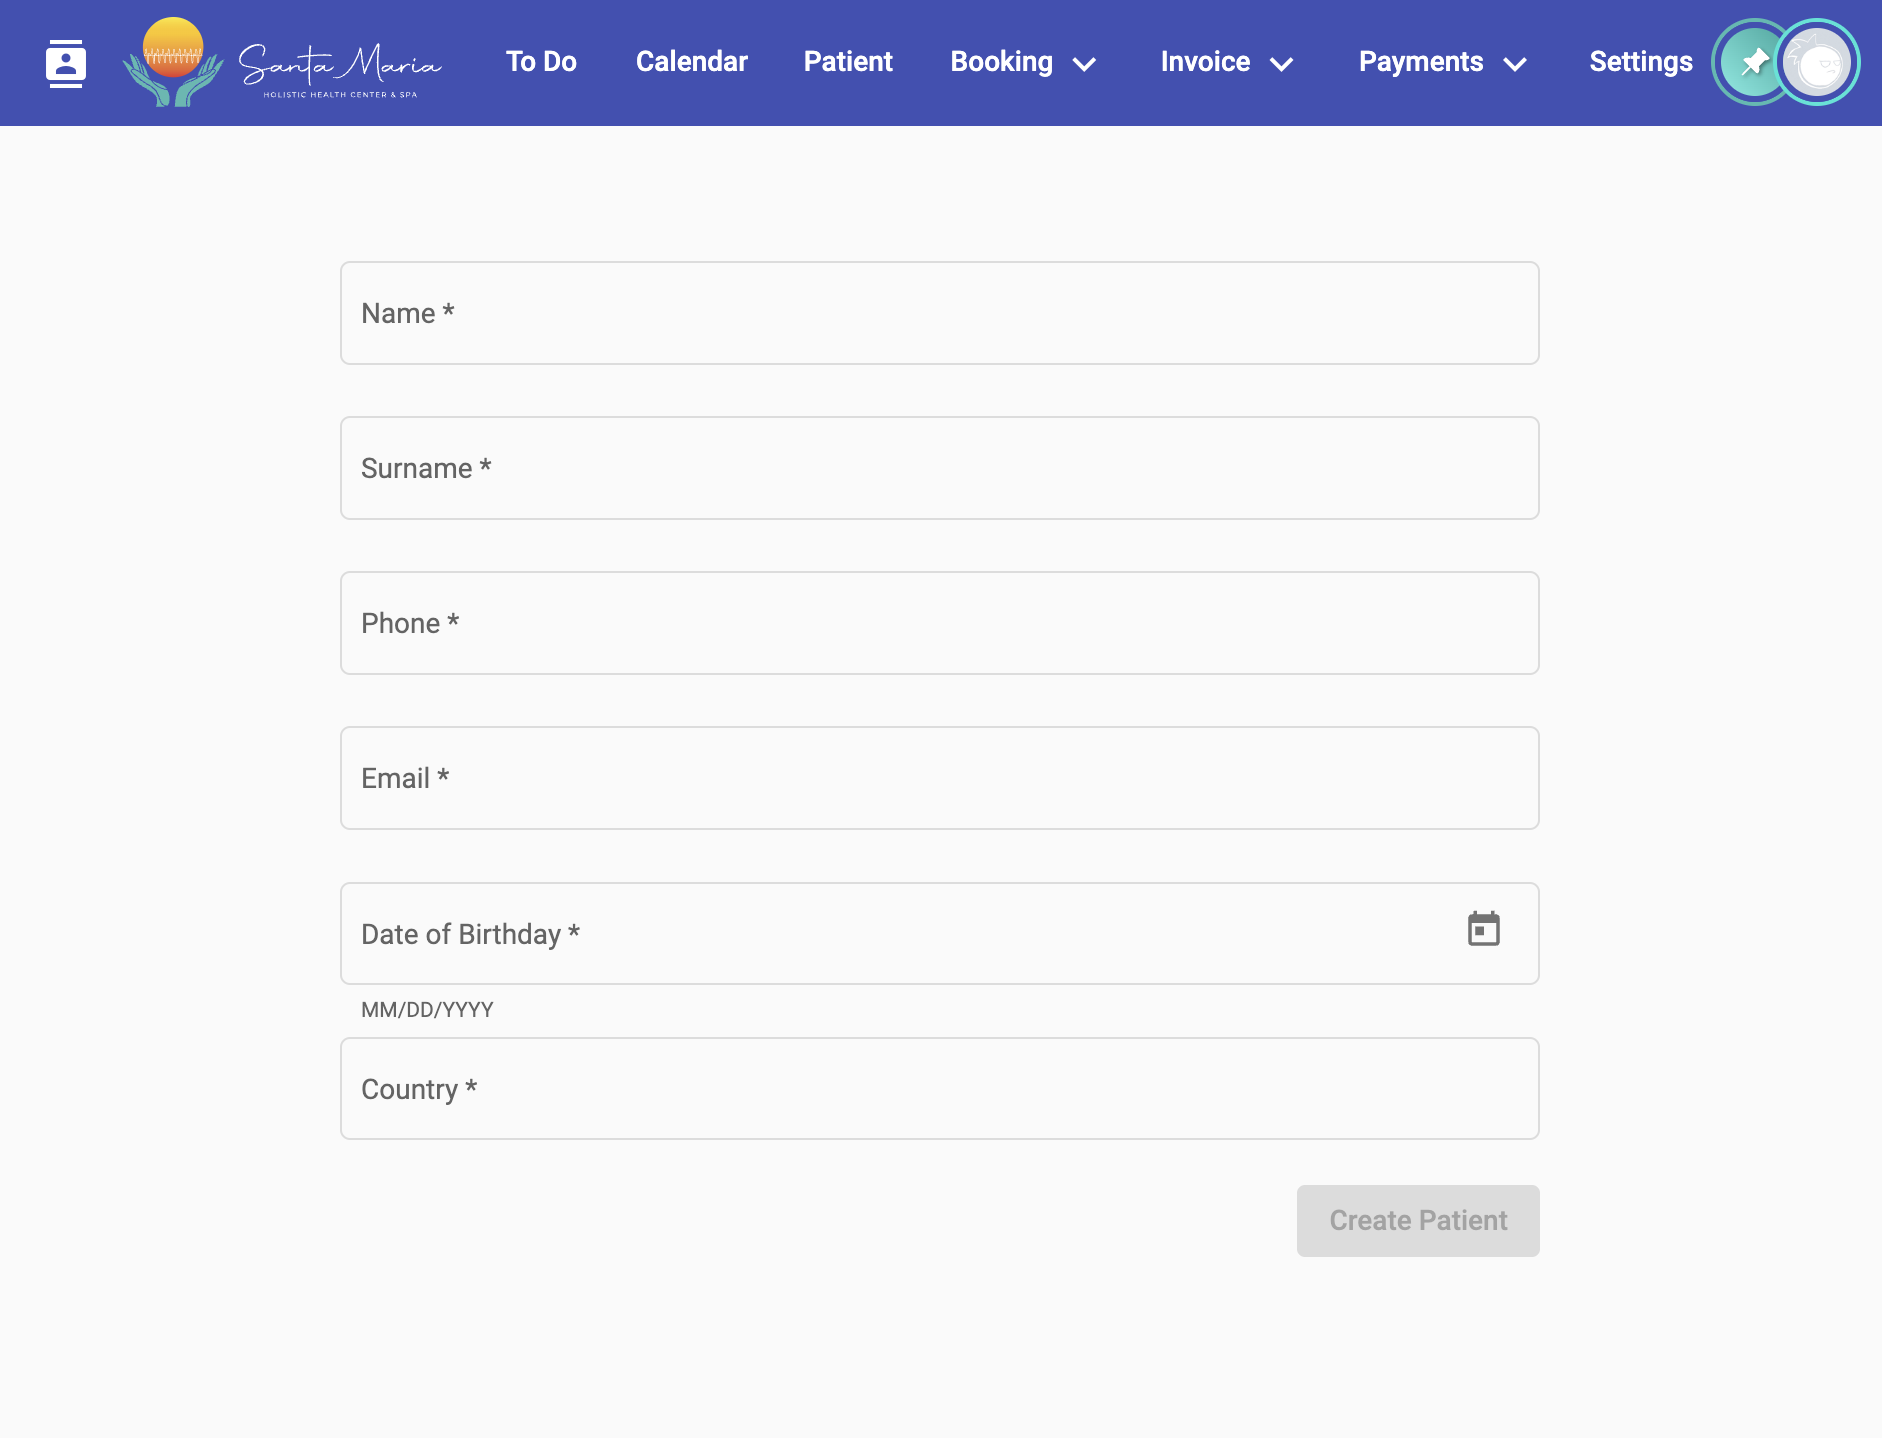 Santa Maria
HOLISTIC HEALTH CENTER & SPA
To Do
Calendar
Patient
Booking
Invoice
Payments
Settings
Name *
Surname *
Phone *
Email *
Date of Birthday *
MM/DD/YYYY
Country *
Create Patient